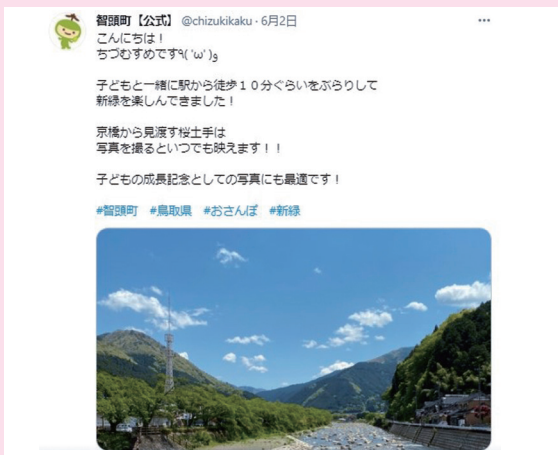 智頭町【公式】 @chizukikaku・6月2日
こんにちは！
ちづむすめです٩( 'ω' )و
子どもと一緒に駅から徒歩１０分ぐらいをぶらりして
新緑を楽しんできました！
京橋から見渡す桜土手は
写真を撮るといつでも映えます！！
子どもの成長記念としての写真にも最適です！
#智頭町 #鳥取県 #おさんぽ #新緑